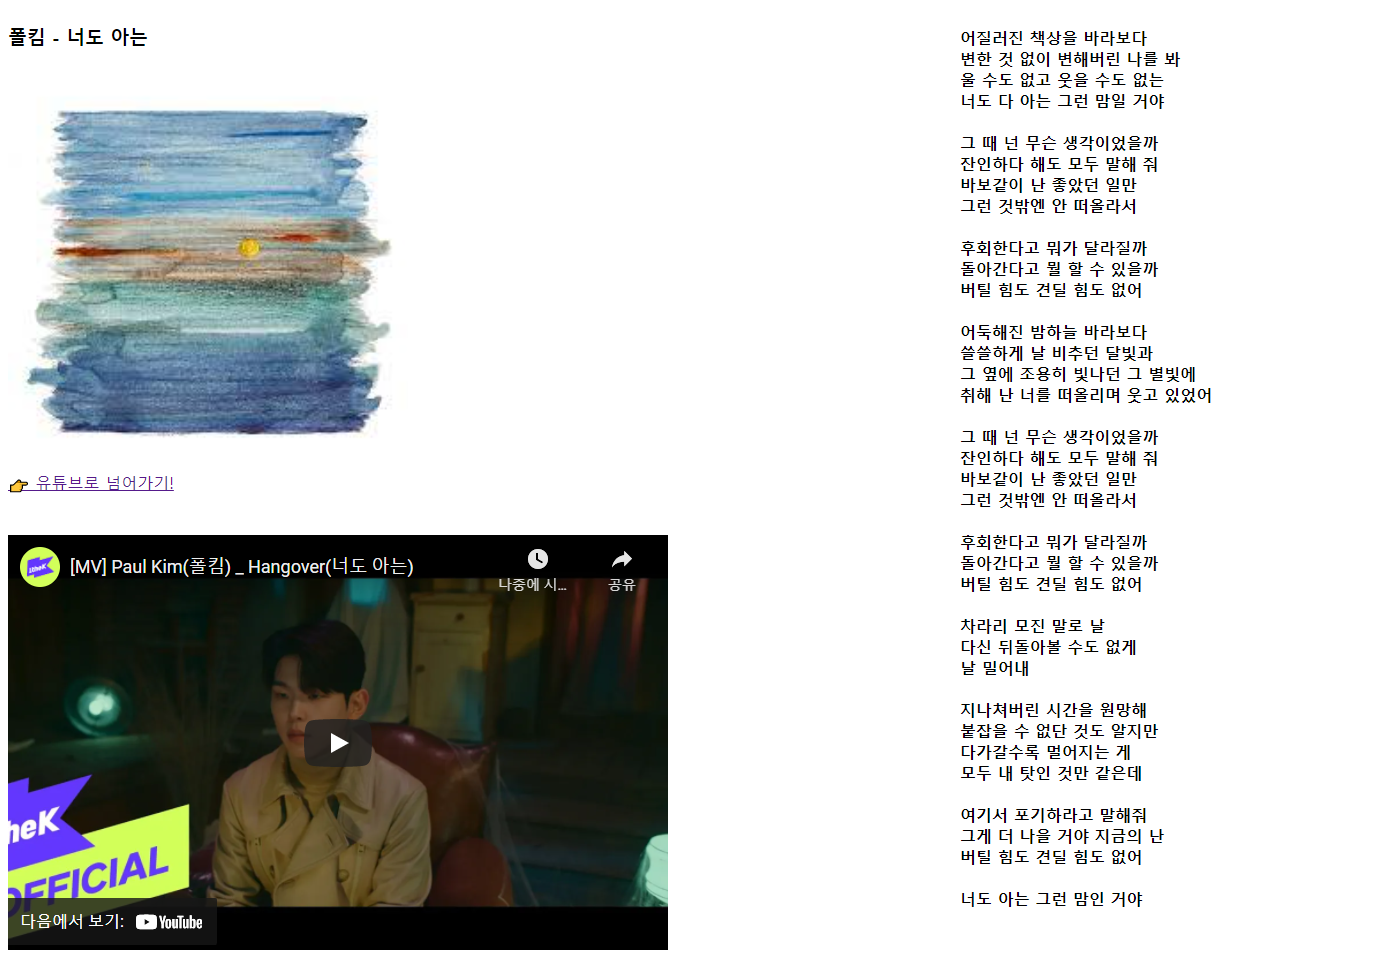 폴킴 - 너도 아는
👉 유튜브로 넘어가기!
[MV] Paul Kim(폴킴) _ Hangover(너도 아는)
나중에 시...
공유
1theK
theK
OFFICIAL
다음에서 보기: YouTube
어질러진 책상을 바라보다
변한 것 없이 변해버린 나를 봐
울 수도 없고 웃을 수도 없는
너도 다 아는 그런 맘일 거야
그 때 넌 무슨 생각이었을까
잔인하다 해도 모두 말해 줘
바보같이 난 좋았던 일만
그런 것밖엔 안 떠올라서
후회한다고 뭐가 달라질까
돌아간다고 뭘 할 수 있을까
버틸 힘도 견딜 힘도 없어
어둑해진 밤하늘 바라보다
쓸쓸하게 날 비추던 달빛과
그 옆에 조용히 빛나던 그 별빛에
취해 난 너를 떠올리며 웃고 있었어
그 때 넌 무슨 생각이었을까
잔인하다 해도 모두 말해 줘
바보같이 난 좋았던 일만
그런 것밖엔 안 떠올라서
후회한다고 뭐가 달라질까
돌아간다고 뭘 할 수 있을까
버틸 힘도 견딜 힘도 없어
차라리 모진 말로 날
다신 뒤돌아볼 수도 없게
날 밀어내
지나쳐버린 시간을 원망해
붙잡을 수 없단 것도 알지만
다가갈수록 멀어지는 게
모두 내 탓인 것만 같은데
여기서 포기하라고 말해줘
그게 더 나을 거야 지금의 난
버틸 힘도 견딜 힘도 없어
너도 아는 그런 맘인 거야